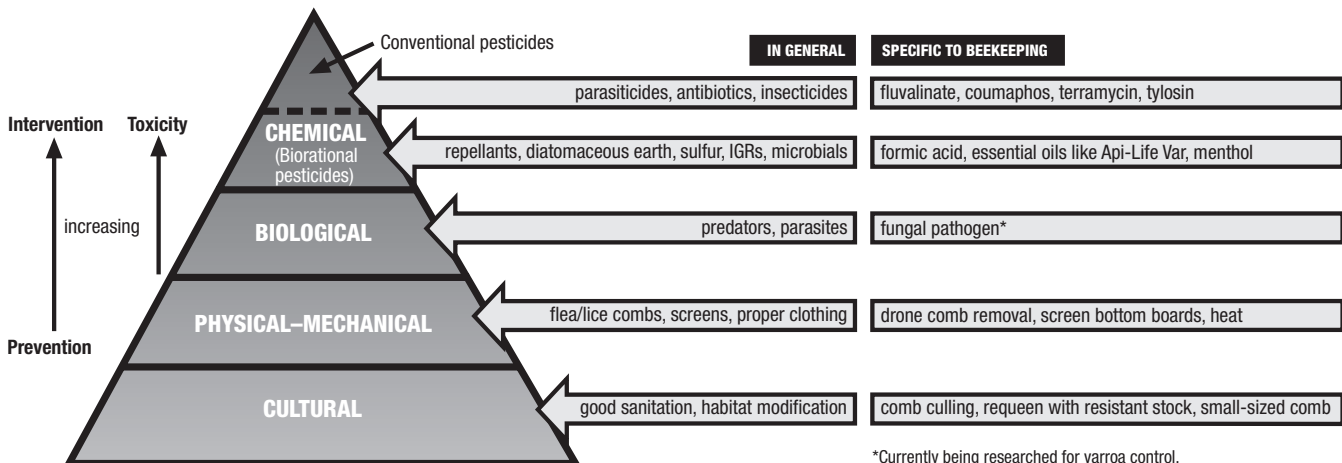 Conventional pesticides
IN GENERAL
SPECIFIC TO BEEKEEPING
parasiticides, antibiotics, insecticides
fluvalinate, coumaphos, terramycin, tylosin
Intervention
Toxicity
CHEMICAL
(Biorational
pesticides)
repellants, diatomaceous earth, sulfur, IGRs, microbials
formic acid, essential oils like Api-Life Var, menthol
increasing
BIOLOGICAL
predators, parasites
fungal pathogen*
PHYSICAL–MECHANICAL
flea/lice combs, screens, proper clothing
drone comb removal, screen bottom boards, heat
Prevention
CULTURAL
good sanitation, habitat modification
comb culling, requeen with resistant stock, small-sized comb
*Currently being researched for varroa control.